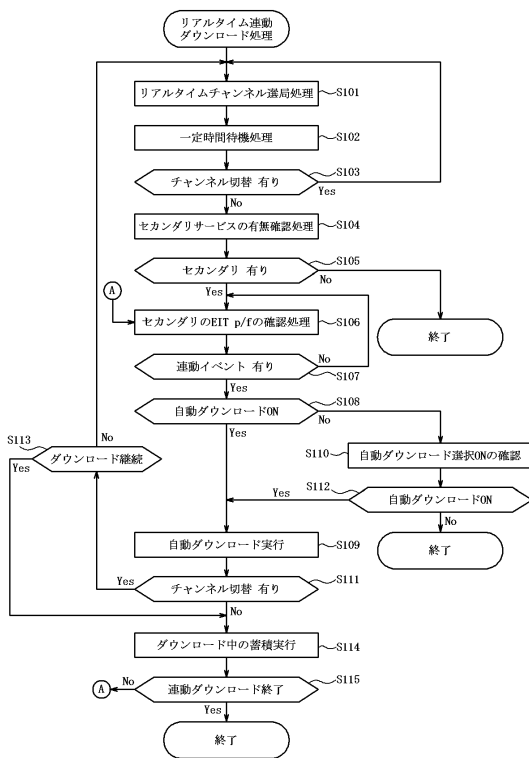 リアルタイム連動
ダウンロード処理
リアルタイムチャンネル選局処理
S101
一定時間待機処理
S102
チャンネル切替 有り
S103
Yes
No
セカンダリサービスの有無確認処理
S104
セカンダリ 有り
S105
Yes
No
A
セカンダリのEIT p/fの確認処理
S106
終了
連動イベント 有り
No
S107
Yes
自動ダウンロードON
S108
No
Yes
S113
No
Yes
ダウンロード継続
S110
自動ダウンロード選択ONの確認
S112
Yes
自動ダウンロードON
No
自動ダウンロード実行
S109
終了
Yes
チャンネル切替 有り
S111
No
ダウンロード中の蓄積実行
S114
A
No
連動ダウンロード終了
S115
Yes
終了